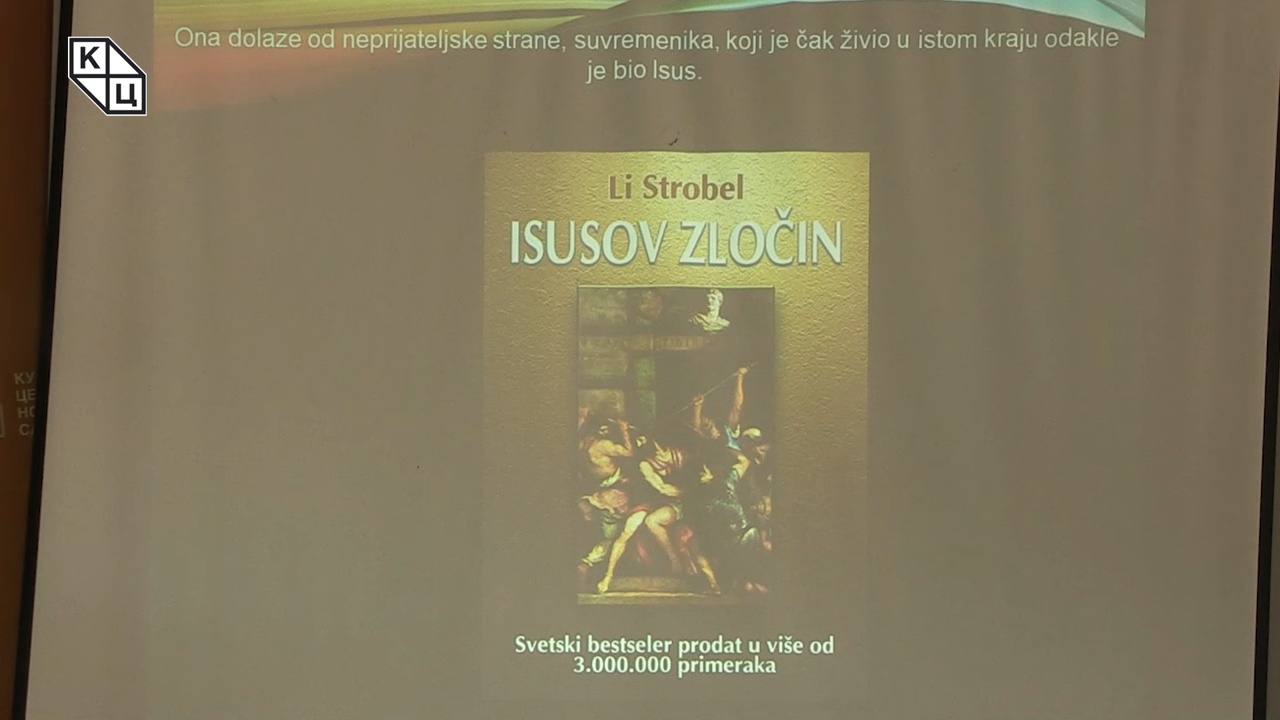 К
Ц
Ona dolaze od neprijateljske strane, suvremenika, koji je čak živio u istom kraju odakle
je bio Isus.
Li Strobel
ISUSOV ZLOČIN
Svetski bestseler prodat u više od
3.000.000 primeraka